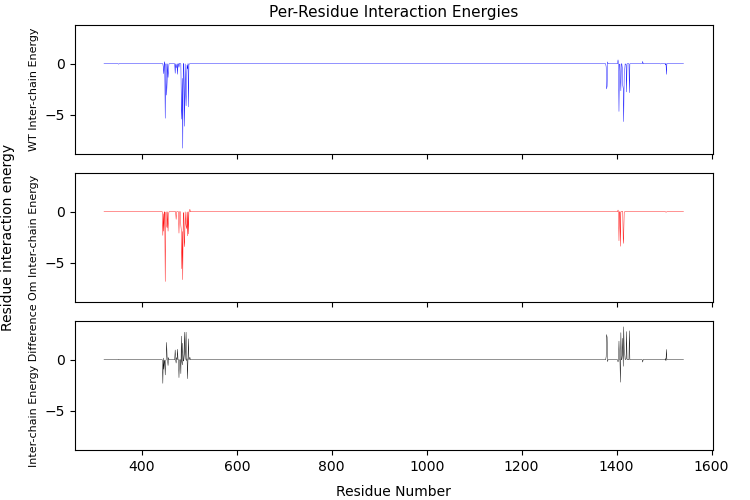 Per-Residue Interaction Energies
Residue interaction energy
WT Inter-chain Energy
0
−5
Om Inter-chain Energy
0
−5
Inter-chain Energy Difference
0
−5
400 600 800 1000 1200 1400 1600
Residue Number